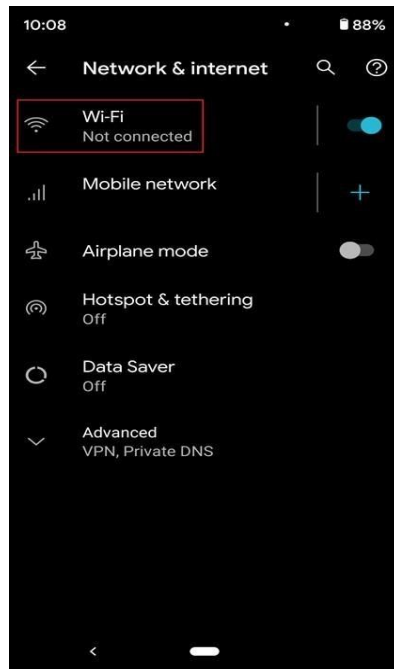 10:08
88%
Network & internet
Wi-Fi
Not connected
Mobile network
Airplane mode
Hotspot & tethering
Off
Data Saver
Off
Advanced
VPN, Private DNS